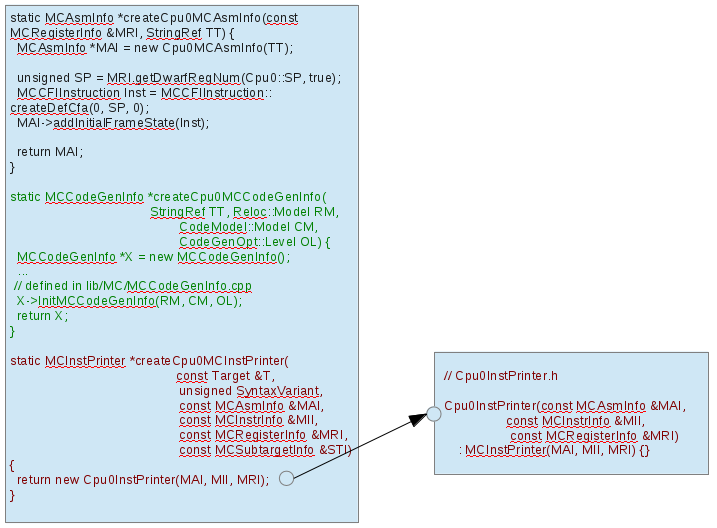 static MCAsmInfo *createCpu0MCAsmInfo(const
MCRegisterInfo &MRI, StringRef TT) {
  MCAsmInfo *MAI = new Cpu0MCAsmInfo(TT);

  unsigned SP = MRI.getDwarfRegNum(Cpu0::SP, true);
  MCCFIInstruction Inst = MCCFIInstruction::
createDefCfa(0, SP, 0);
  MAI->addInitialFrameState(Inst);

  return MAI;
}

static MCCodeGenInfo *createCpu0MCCodeGenInfo(
StringRef TT, Reloc::Model RM,
CodeModel::Model CM,
CodeGenOpt::Level OL) {
  MCCodeGenInfo *X = new MCCodeGenInfo();
  ...
 // defined in lib/MC/MCCodeGenInfo.cpp
  X->InitMCCodeGenInfo(RM, CM, OL);
  return X;
}

static MCInstPrinter *createCpu0MCInstPrinter(
const Target &T,
unsigned SyntaxVariant,
const MCAsmInfo &MAI,
const MCInstrInfo &MII,
const MCRegisterInfo &MRI,
const MCSubtargetInfo &STI)
{
  return new Cpu0InstPrinter(MAI, MII, MRI);
}

// Cpu0InstPrinter.h

Cpu0InstPrinter(const MCAsmInfo &MAI,
const MCInstrInfo &MII,
const MCRegisterInfo &MRI)
    : MCInstPrinter(MAI, MII, MRI) {}